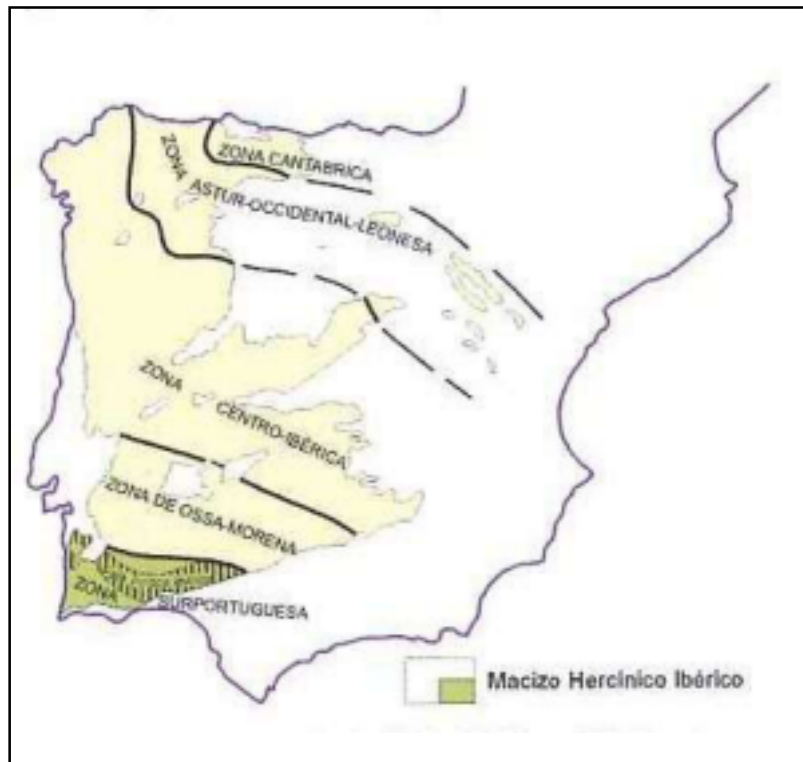 ZONA CANTABRICA
ZONA ASTUR-OCCIDENTAL-LEONESA
ZONA CENTRO-IBÉRICA
ZONA DE OSSA-MORENA
ZONA SURPORTUGUESA
Macizo Hercínico Ibérico